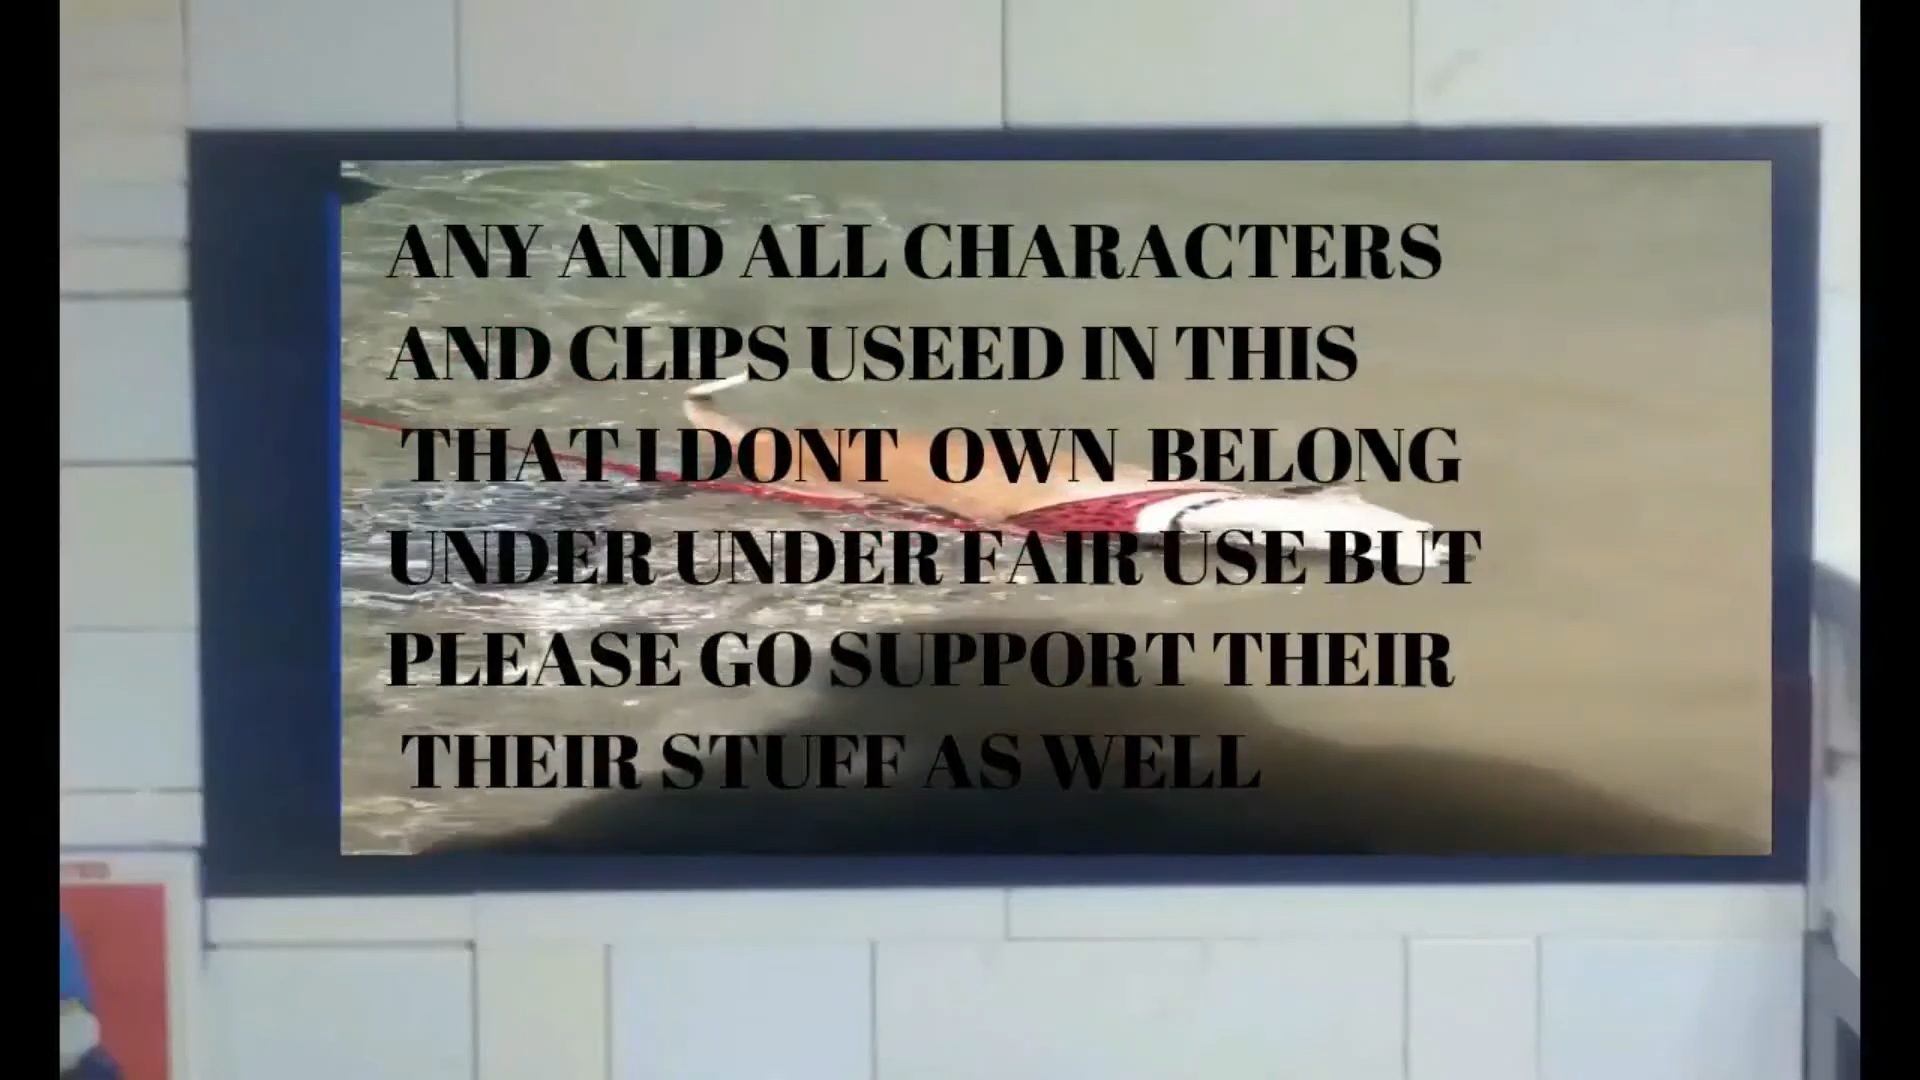 ANY AND ALL CHARACTERS
AND CLIPS USEED IN THIS
THAT I DONT OWN BELONG
UNDER UNDER FAIR USE BUT
PLEASE GO SUPPORT THEIR
THEIR STUFF AS WELL